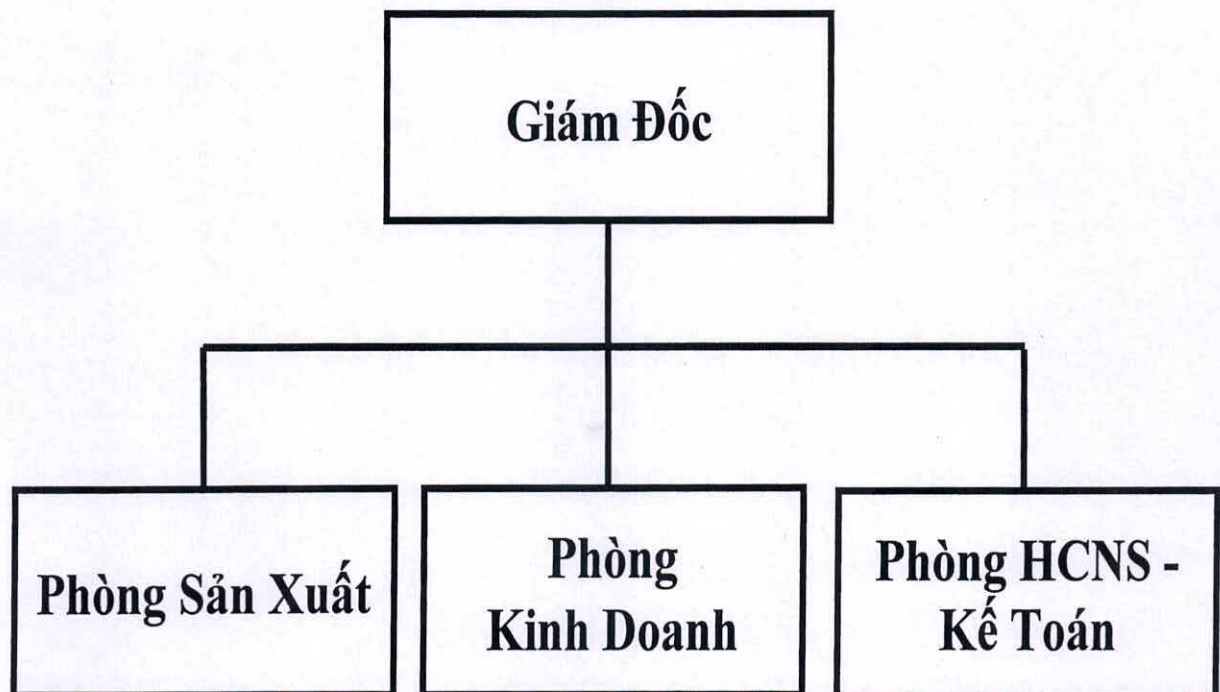 Giám Đốc
Phòng Sản Xuất
Phòng
Kinh Doanh
Phòng HCNS -
Kế Toán